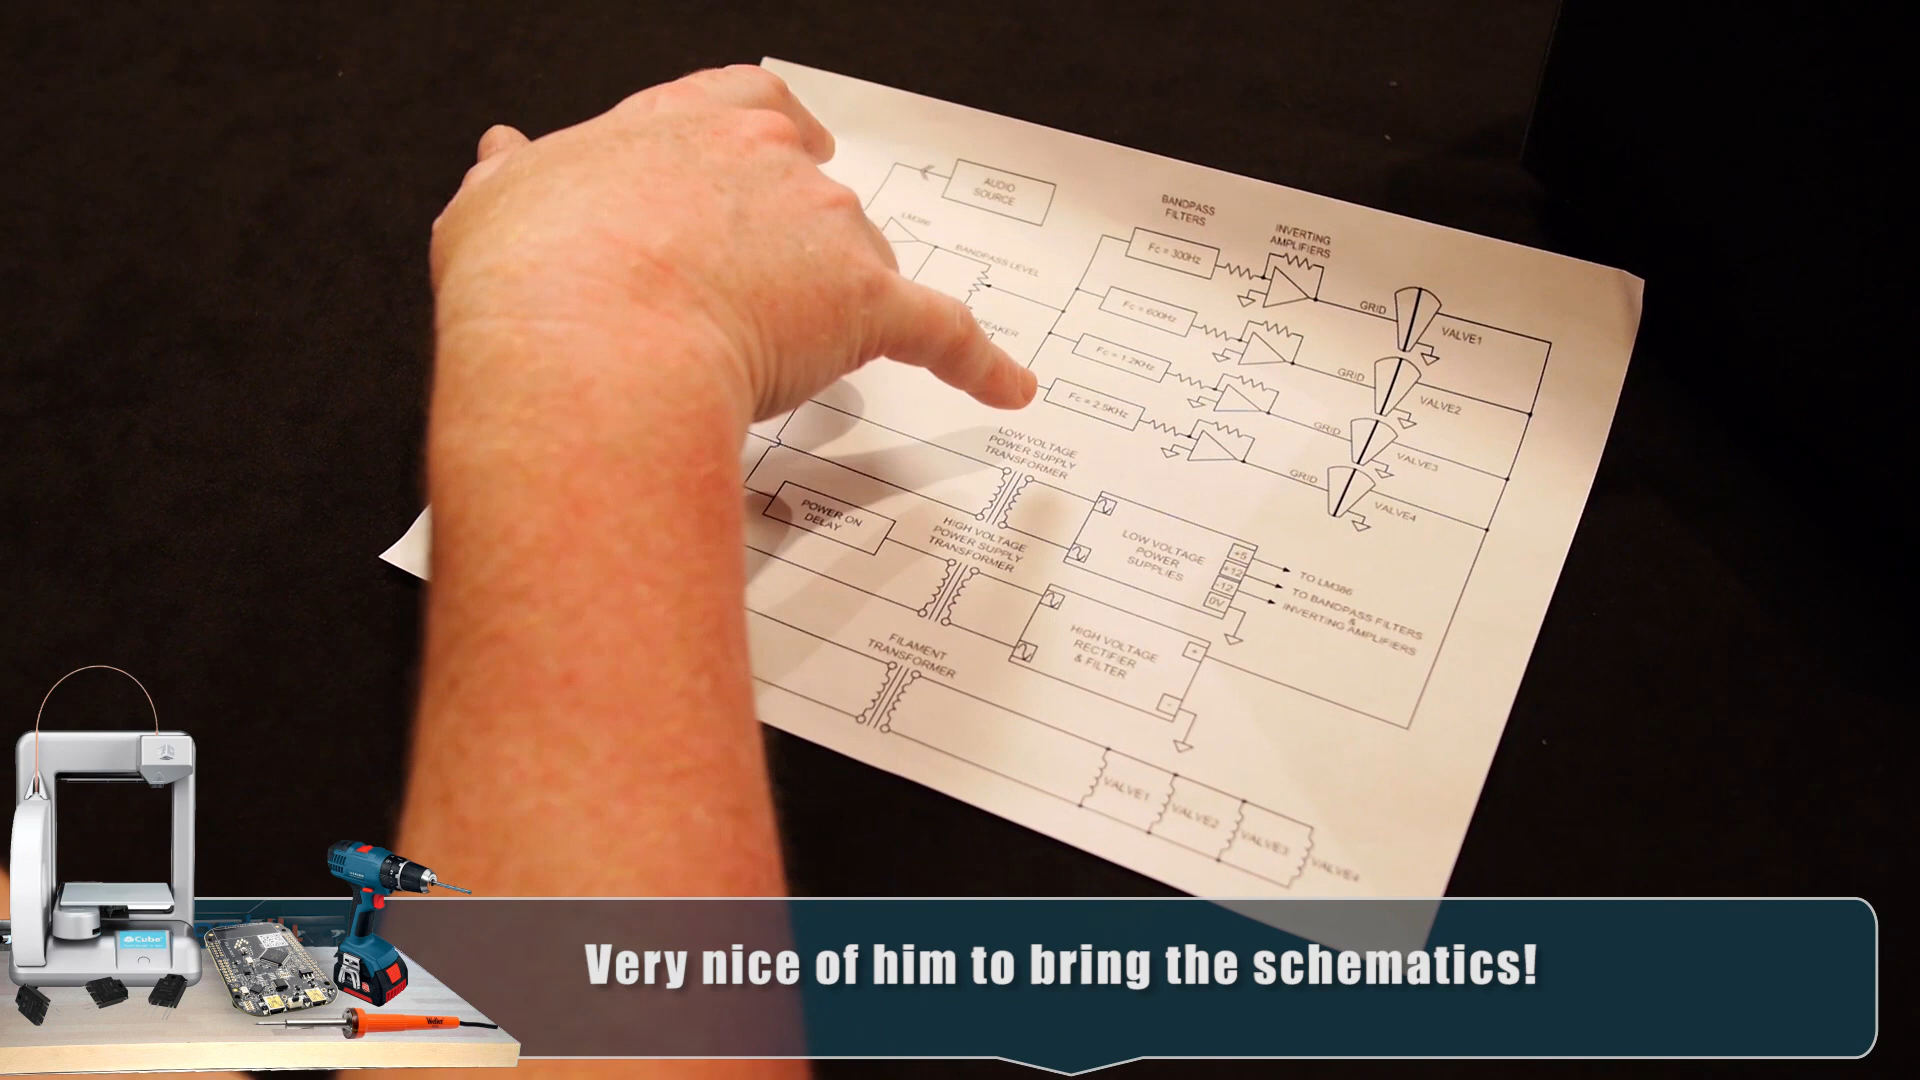 AUDIO
SOURCE
LM386
BANDPASS LEVEL
BANDPASS
FILTERS
INVERTING
AMPLIFIERS
Fc = 300Hz
GRID
VALVE1
Fc = 600Hz
GRID
VALVE2
Fc = 1.2KHz
GRID
VALVE3
Fc = 2.5KHz
GRID
VALVE4
LOW VOLTAGE
POWER SUPPLY
TRANSFORMER
POWER ON
DELAY
HIGH VOLTAGE
POWER SUPPLY
TRANSFORMER
LOW VOLTAGE
POWER
SUPPLIES
+5
+12
-12
0V
TO LM386
TO BANDPASS FILTERS
&
INVERTING AMPLIFIERS
FILAMENT
TRANSFORMER
HIGH VOLTAGE
RECTIFIER
& FILTER
+
-
VALVE1
VALVE2
VALVE3
VALVE4
Cube
Weller
Very nice of him to bring the schematics!